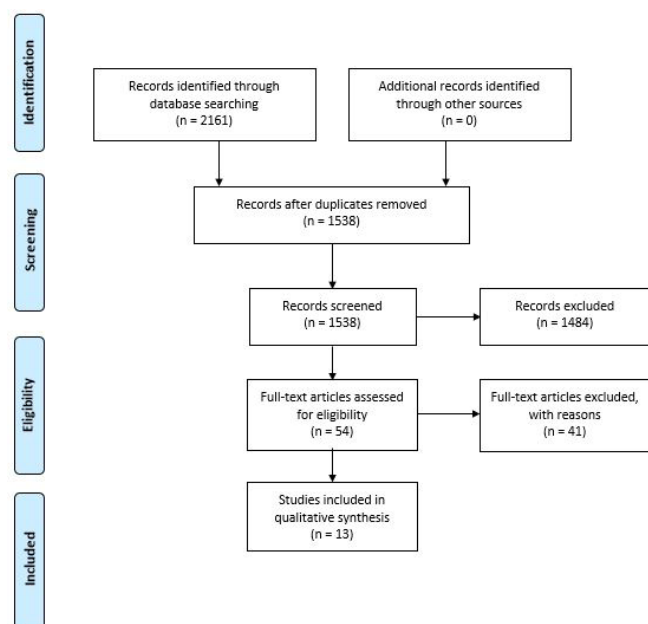 Identification
Records identified through
database searching
(n = 2161)
Additional records identified
through other sources
(n = 0)
Screening
Records after duplicates removed
(n = 1538)
Records screened
(n = 1538)
Records excluded
(n = 1484)
Eligibility
Full-text articles assessed
for eligibility
(n = 54)
Full-text articles excluded,
with reasons
(n = 41)
Included
Studies included in
qualitative synthesis
(n = 13)